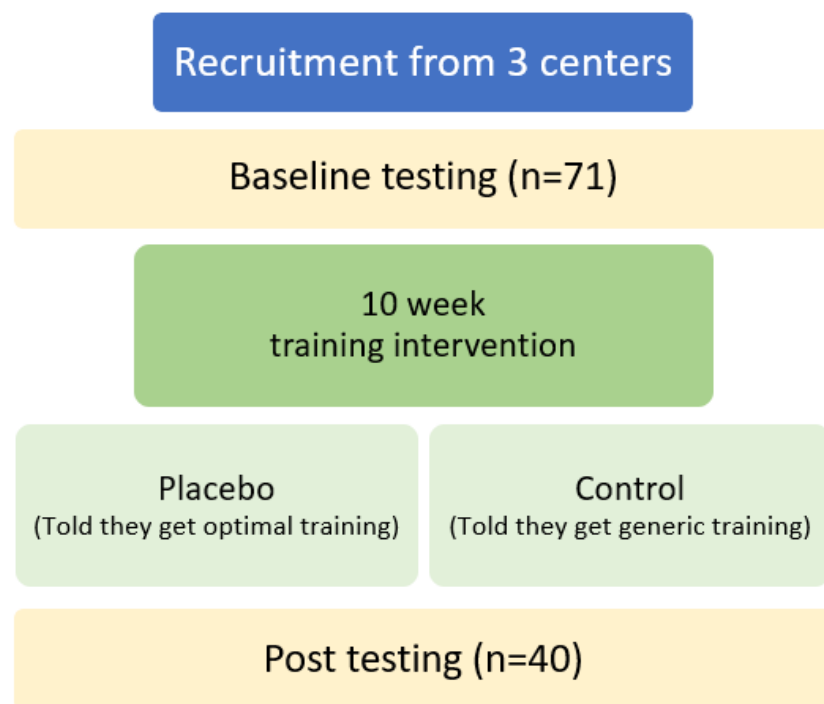 Recruitment from 3 centers
Baseline testing (n=71)
10 week
training intervention
Placebo
(Told they get optimal training)
Control
(Told they get generic training)
Post testing (n=40)